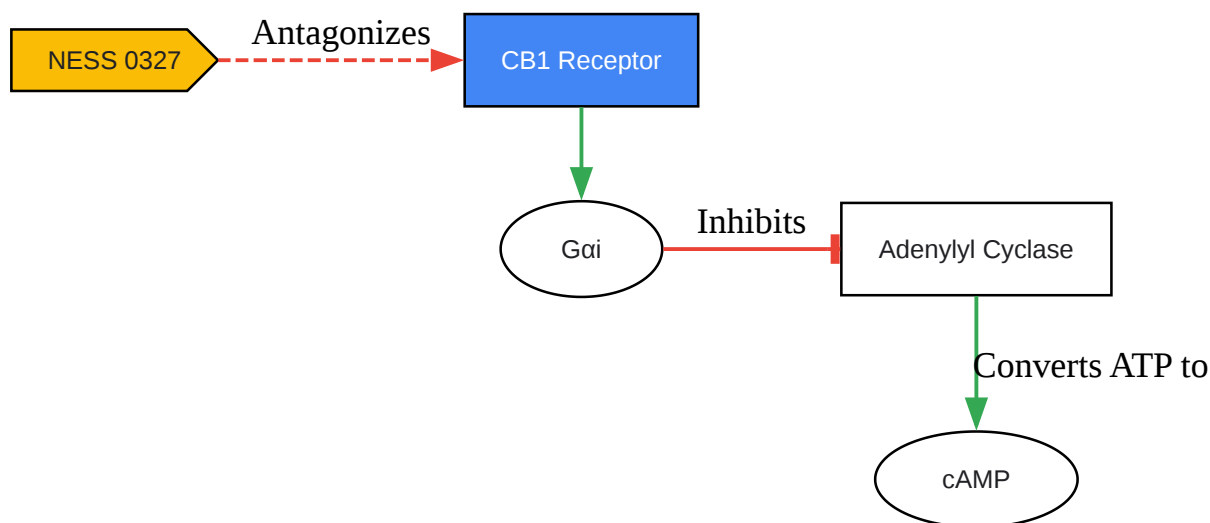 NESS 0327
Antagonizes
CB1 Receptor
Gαi
Inhibits
Adenylyl Cyclase
Converts ATP to
cAMP